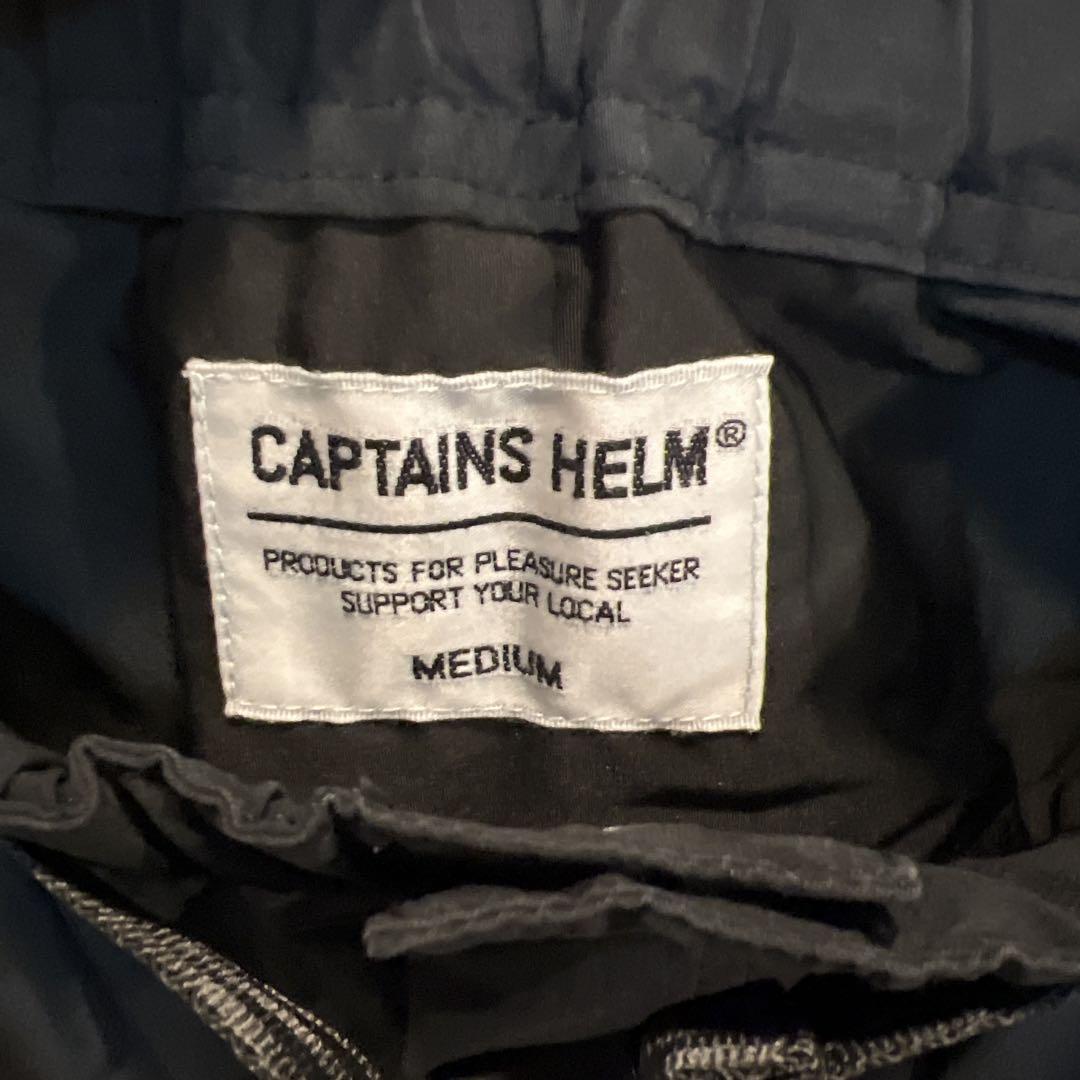 CAPTAINS HELM®
PRODUCTS FOR PLEASURE SEEKER
SUPPORT YOUR LOCAL
MEDIUM